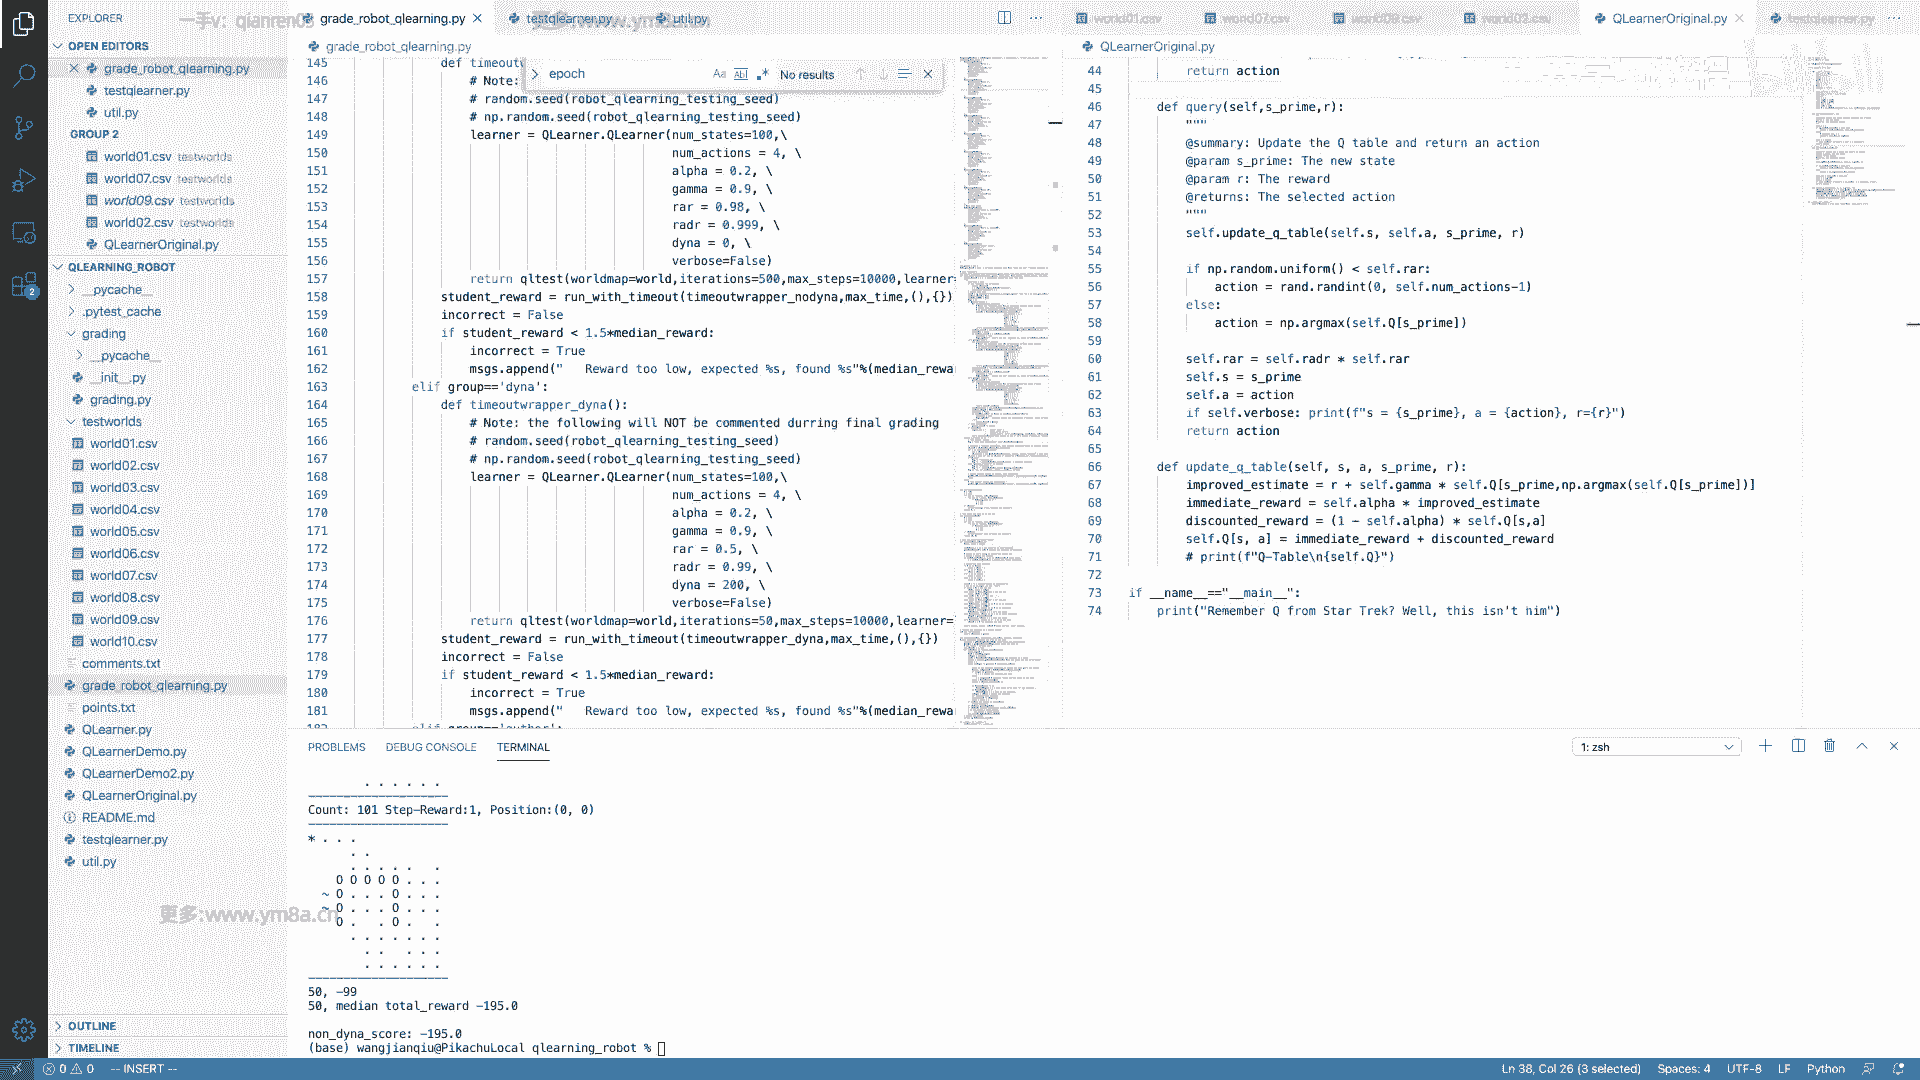 EXPLORER
OPEN EDITORS
grade_robot_qlearning.py
testqlearner.py
util.py
GROUP 2
world01.csv testworlds
world07.csv testworlds
world09.csv testworlds
world02.csv testworlds
QLearnerOriginal.py
QLEARNING_ROBOT
__pycache__
.pytest_cache
grading
__pycache__
__init__.py
grading.py
testworlds
world01.csv
world02.csv
world03.csv
world04.csv
world05.csv
world06.csv
world07.csv
world08.csv
world09.csv
world10.csv
comments.txt
grade_robot_qlearning.py
points.txt
QLearner.py
QLearnerDemo.py
QLearnerDemo2.py
QLearnerOriginal.py
README.md
testqlearner.py
util.py
OUTLINE
TIMELINE
更多:www.ym8a.cn
grade_robot_qlearning.py testqlearner.py util.py
grade_robot_qlearning.py
epoch No results
145 def timeoutw
146 # Note:
147 # random.seed(robot_qlearning_testing_seed)
148 # np.random.seed(robot_qlearning_testing_seed)
149 learner = QLearner.QLearner(num_states=100,\
150 num_actions = 4, \
151 alpha = 0.2, \
152 gamma = 0.9, \
153 rar = 0.98, \
154 radr = 0.999, \
155 dyna = 0, \
156 verbose=False)
157 return qltest(worldmap=world,iterations=500,max_steps=10000,learner=
158 student_reward = run_with_timeout(timeoutwrapper_nodyna,max_time,(),{})
159 incorrect = False
160 if student_reward < 1.5*median_reward:
161 incorrect = True
162 msgs.append("   Reward too low, expected %s, found %s"%(median_rewa
163 elif group=='dyna':
164 def timeoutwrapper_dyna():
165 # Note: the following will NOT be commented durring final grading
166 # random.seed(robot_qlearning_testing_seed)
167 # np.random.seed(robot_qlearning_testing_seed)
168 learner = QLearner.QLearner(num_states=100,\
169 num_actions = 4, \
170 alpha = 0.2, \
171 gamma = 0.9, \
172 rar = 0.5, \
173 radr = 0.99, \
174 dyna = 200, \
175 verbose=False)
176 return qltest(worldmap=world,iterations=50,max_steps=10000,learner=
177 student_reward = run_with_timeout(timeoutwrapper_dyna,max_time,(),{})
178 incorrect = False
179 if student_reward < 1.5*median_reward:
180 incorrect = True
181 msgs.append("   Reward too low, expected %s, found %s"%(median_rewa
world01.csv world07.csv world09.csv world02.csv QLearnerOriginal.py testqlearner.py
QLearnerOriginal.py
44 return action
45
46 def query(self,s_prime,r):
47 """
48 @summary: Update the Q table and return an action
49 @param s_prime: The new state
50 @param r: The reward
51 @returns: The selected action
52 """
53 self.update_q_table(self.s, self.a, s_prime, r)
54
55 if np.random.uniform() < self.rar:
56 action = rand.randint(0, self.num_actions-1)
57 else:
58 action = np.argmax(self.Q[s_prime])
59
60 self.rar = self.radr * self.rar
61 self.s = s_prime
62 self.a = action
63 if self.verbose: print(f"s = {s_prime}, a = {action}, r={r}")
64 return action
65
66 def update_q_table(self, s, a, s_prime, r):
67 improved_estimate = r + self.gamma * self.Q[s_prime,np.argmax(self.Q[s_prime])]
68 immediate_reward = self.alpha * improved_estimate
69 discounted_reward = (1 - self.alpha) * self.Q[s,a]
70 self.Q[s, a] = immediate_reward + discounted_reward
71 # print(f"Q-Table\n{self.Q}")
72
73 if __name__=="__main__":
74 print("Remember Q from Star Trek? Well, this isn't him")
PROBLEMS DEBUG CONSOLE TERMINAL
1: zsh
. . . . . .
--------------------
Count: 101 Step-Reward:1, Position:(0, 0)
--------------------
* . . .
. .
. . . . . .
O O O O O . . .
~ O . . . O . . .
~ O . . . O . . .
O . . O . .
. . . . . . .
. . . . .
. . . . . .
--------------------
50, -99
50, median total_reward -195.0
non_dyna_score: -195.0
(base) wangjianqiu@PikachuLocal qlearning_robot %
0 0 -- INSERT --
Ln 38, Col 26 (3 selected) Spaces: 4 UTF-8 LF Python